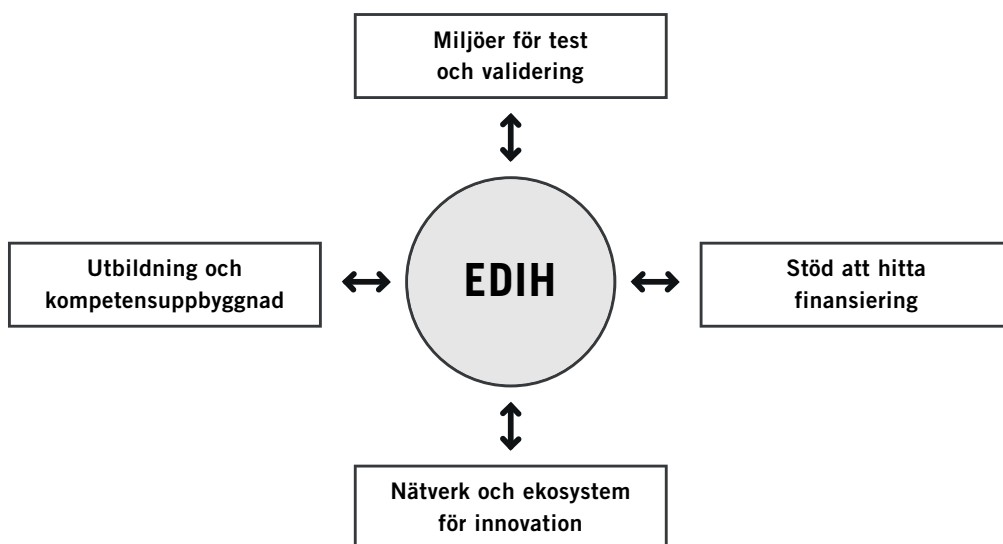 Miljöer för test
och validering
Utbildning och
kompetensuppbyggnad
EDIH
Stöd att hitta
finansiering
Nätverk och ekosystem
för innovation